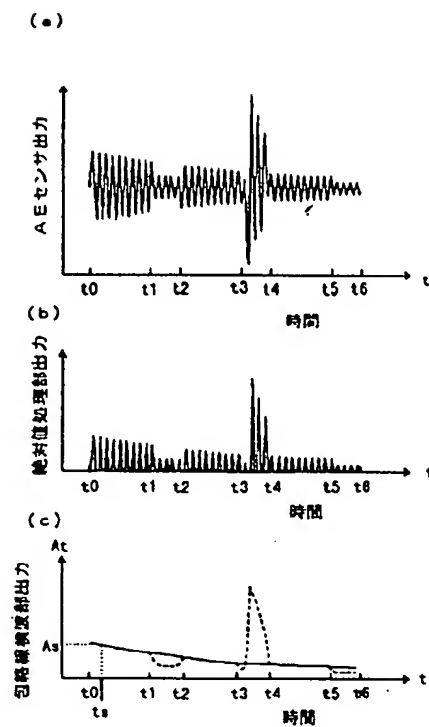 (a)
AEセンサ出力
t0 t1 t2 t3 t4 t5 t6 t
時間
(b)
絶対値処理部出力
t0 t1 t2 t3 t4 t5 t6 t
時間
(c)
At
包絡線検波部出力
As
t0 t1 t2 t3 t4 t5 t6 t
ts
時間